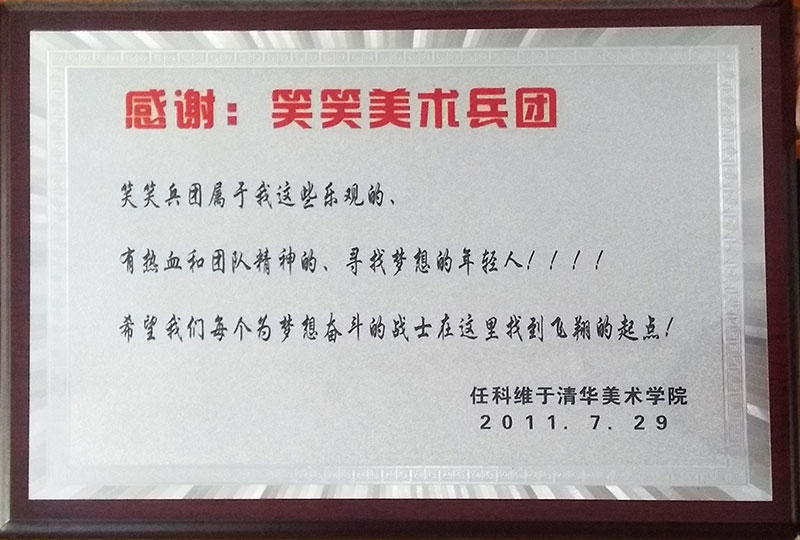 感谢：笑笑美术兵团
笑笑兵团属于我这些乐观的、
有热血和团队精神的、寻找梦想的年轻人！！！！
希望我们每个为梦想奋斗的战士在这里找到飞翔的起点！
任科维于清华美术学院
2011.7.29